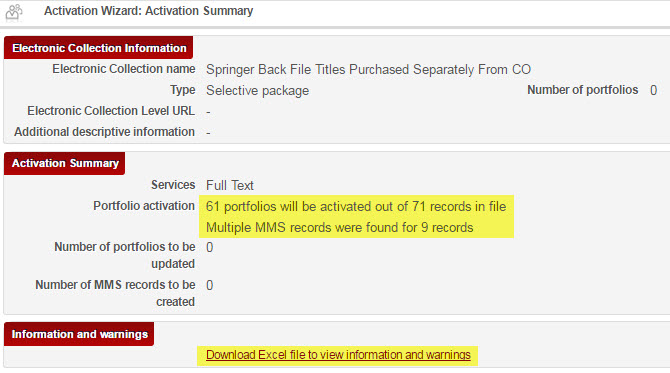 Activation Wizard: Activation Summary
Electronic Collection Information
Electronic Collection name Springer Back File Titles Purchased Separately From CO
Type Selective package Number of portfolios 0
Electronic Collection Level URL -
Additional descriptive information -
Activation Summary
Services Full Text
Portfolio activation 61 portfolios will be activated out of 71 records in file
Multiple MMS records were found for 9 records
Number of portfolios to be 0
updated
Number of MMS records to be 0
created
Information and warnings
Download Excel file to view information and warnings